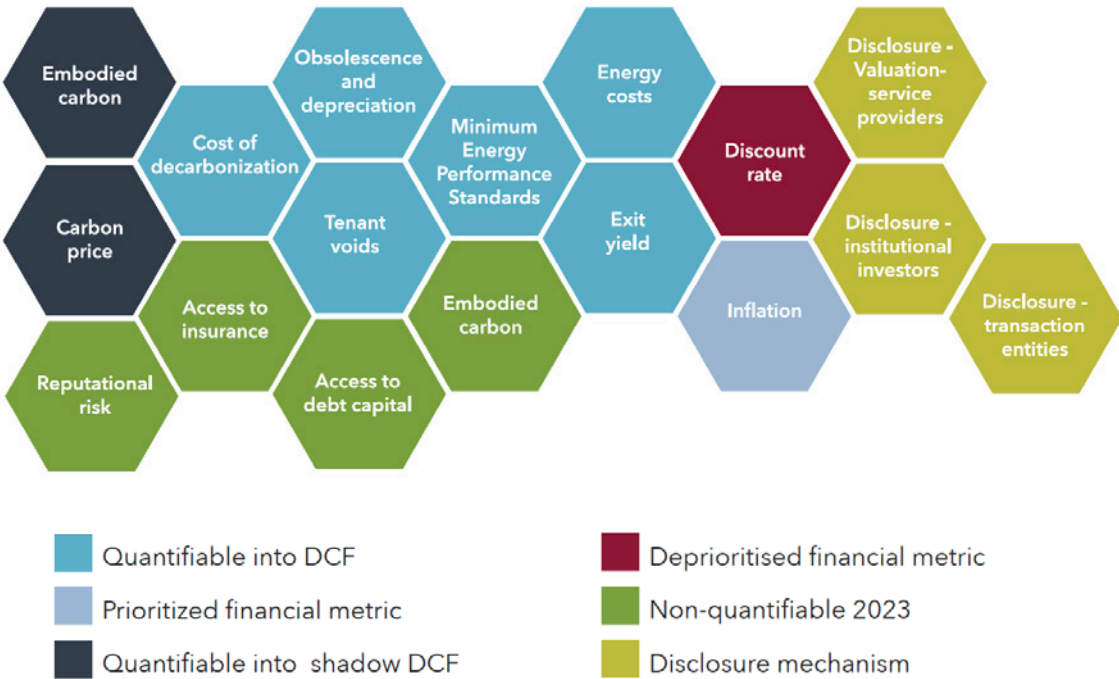 Embodied
carbon
Obsolescence
and
depreciation
Energy
costs
Disclosure -
Valuation-
service
providers
Cost of
decarbonization
Minimum
Energy
Performance
Standards
Discount
rate
Carbon
price
Tenant
voids
Exit
yield
Disclosure -
institutional
investors
Access to
insurance
Embodied
carbon
Inflation
Disclosure -
transaction
entities
Reputational
risk
Access to
debt capital
Quantifiable into DCF
Prioritized financial metric
Quantifiable into shadow DCF
Deprioritised financial metric
Non-quantifiable 2023
Disclosure mechanism